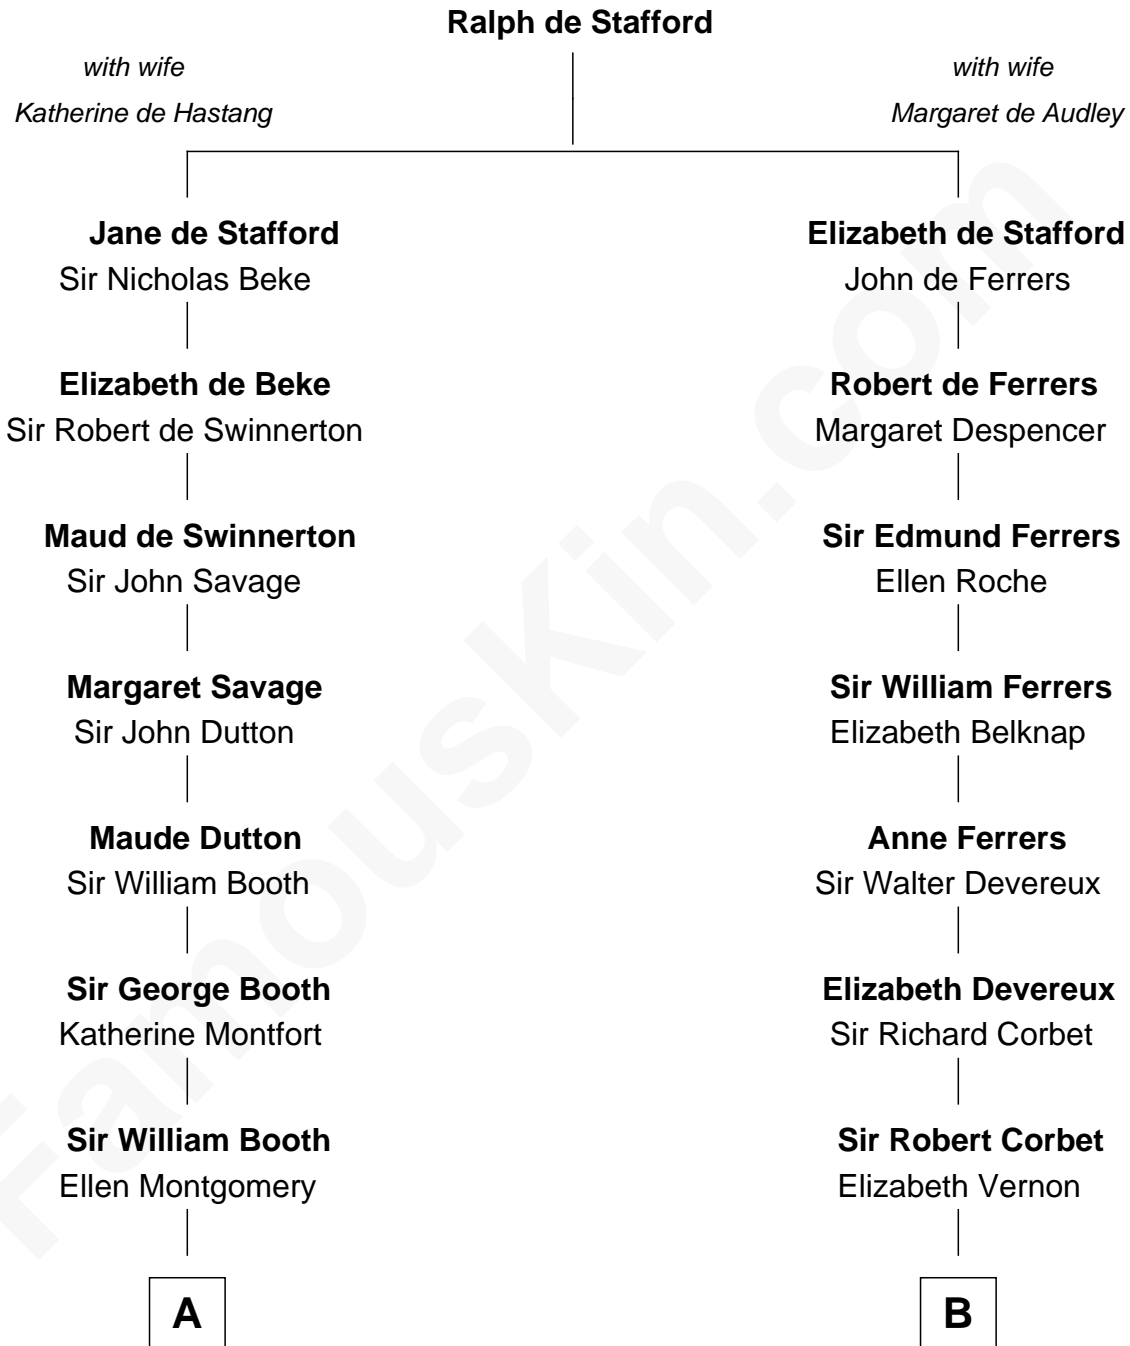 Ralph de Stafford
with wife
Katherine de Hastang
with wife
Margaret de Audley
Jane de Stafford
Sir Nicholas Beke
Elizabeth de Stafford
John de Ferrers
Elizabeth de Beke
Sir Robert de Swinnerton
Robert de Ferrers
Margaret Despencer
Maud de Swinnerton
Sir John Savage
Sir Edmund Ferrers
Ellen Roche
Margaret Savage
Sir John Dutton
Sir William Ferrers
Elizabeth Belknap
Maude Dutton
Sir William Booth
Anne Ferrers
Sir Walter Devereux
Sir George Booth
Katherine Montfort
Elizabeth Devereux
Sir Richard Corbet
Sir William Booth
Ellen Montgomery
Sir Robert Corbet
Elizabeth Vernon
A
B
FamousKin.com